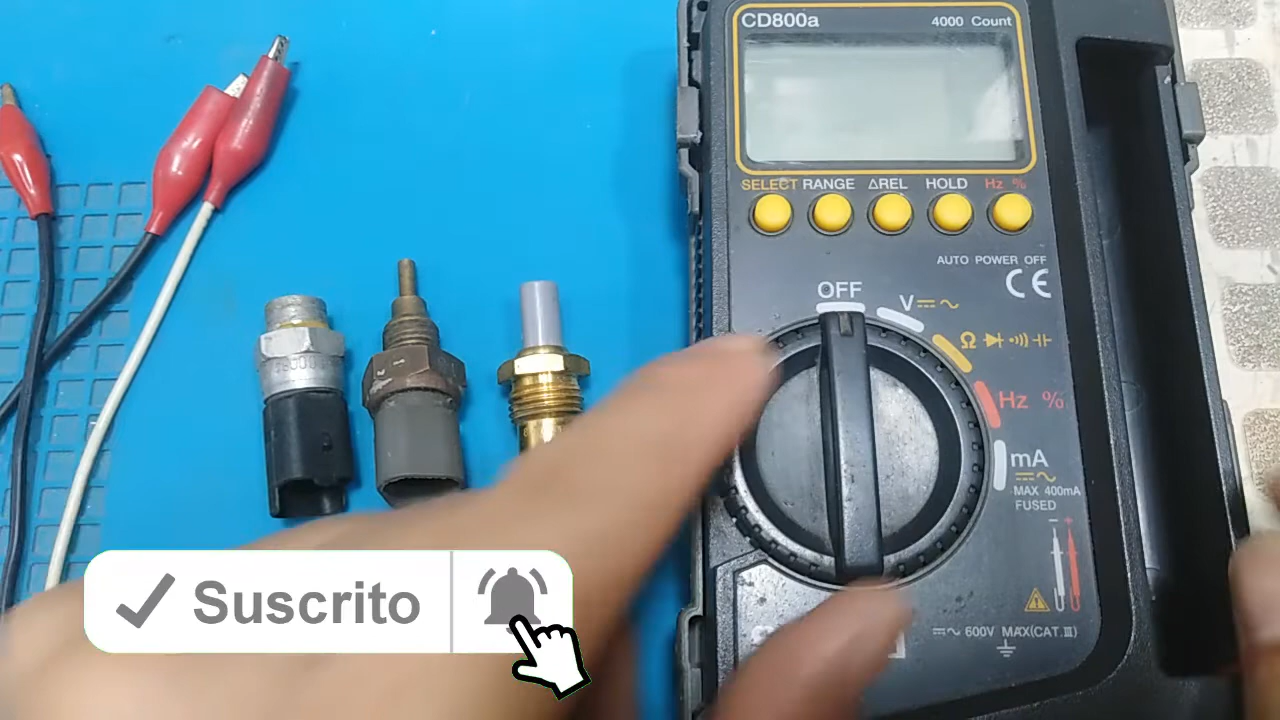 CD800a 4000 Count
SELECT RANGE ΔREL HOLD Hz %
AUTO POWER OFF
CE
OFF
V
Ω
Hz %
mA
MAX 400mA
FUSED
600V MAX(CAT.III)
Suscrito